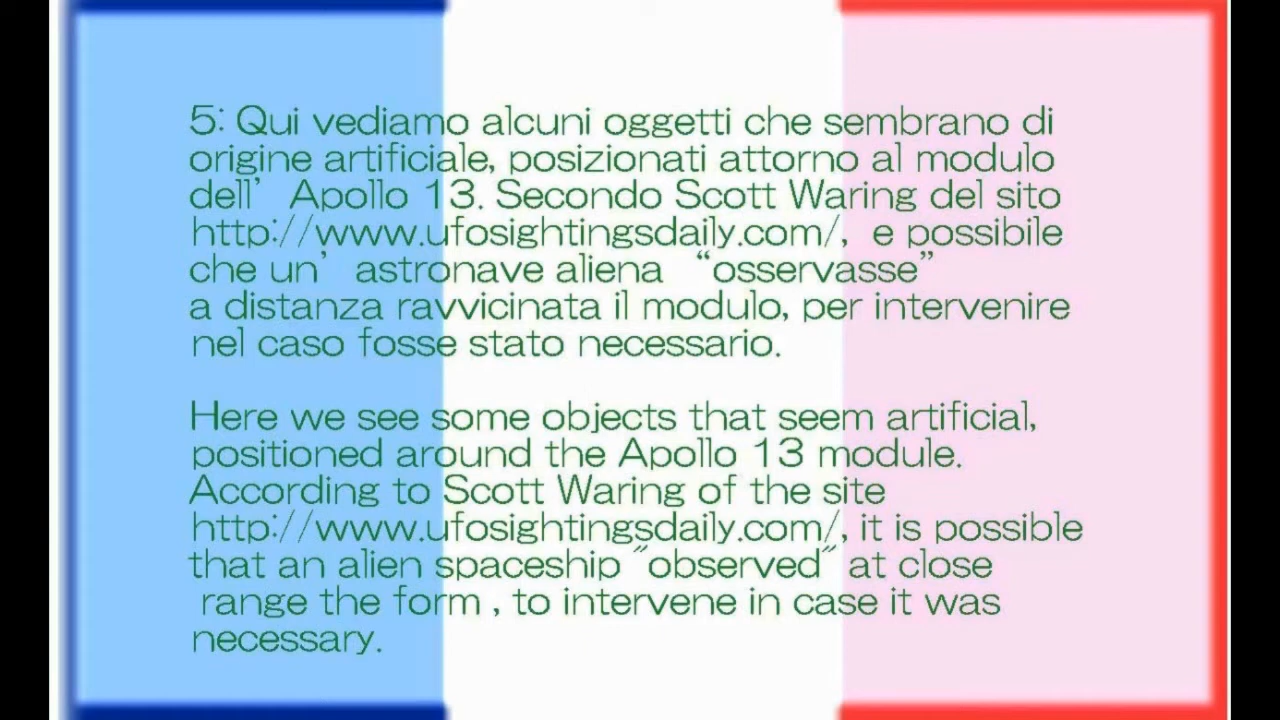 5: Qui vediamo alcuni oggetti che sembrano di
origine artificiale, posizionati attorno al modulo
dell’ Apollo 13. Secondo Scott Waring del sito
http://www.ufosightingsdaily.com/, e possibile
che un’ astronave aliena “osservasse”
a distanza ravvicinata il modulo, per intervenire
nel caso fosse stato necessario.
Here we see some objects that seem artificial,
positioned around the Apollo 13 module.
According to Scott Waring of the site
http://www.ufosightingsdaily.com/, it is possible
that an alien spaceship "observed" at close
range the form , to intervene in case it was
necessary.